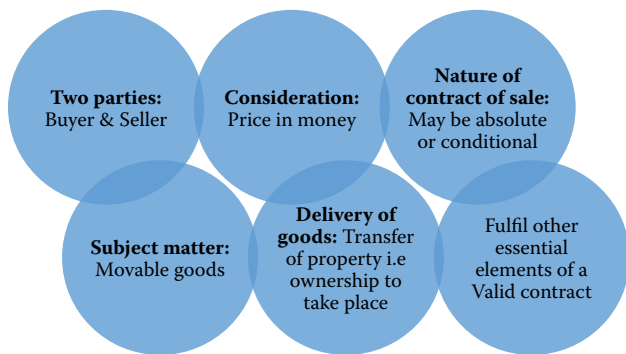 Two parties:
Buyer & Seller
Consideration:
Price in money
Nature of
contract of sale:
May be absolute
or conditional
Subject matter:
Movable goods
Delivery of
goods: Transfer
of property i.e
ownership to
take place
Fulfil other
essential
elements of a
Valid contract